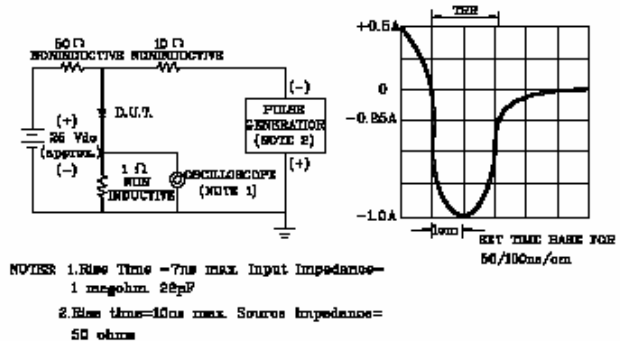 50 Ω
NONINDUCTIVE
10 Ω
NONINDUCTIVE
(+)
25 Vdc
(approx.)
(-)
D.U.T.
1 Ω
NON
INDUCTIVE
OSCILLOSCOPE
(NOTE 1)
(-)
PULSE
GENERATOR
(NOTE 2)
(+)
TRR
+0.5A
0
-0.25A
-1.0A
1cm
SET TIME BASE FOR
50/100ns/cm
NOTES: 1.Rise Time =7ns max. Input Impedance=
1 megohm. 22pF
2.Rise time=10ns max. Source Impedance=
50 ohms